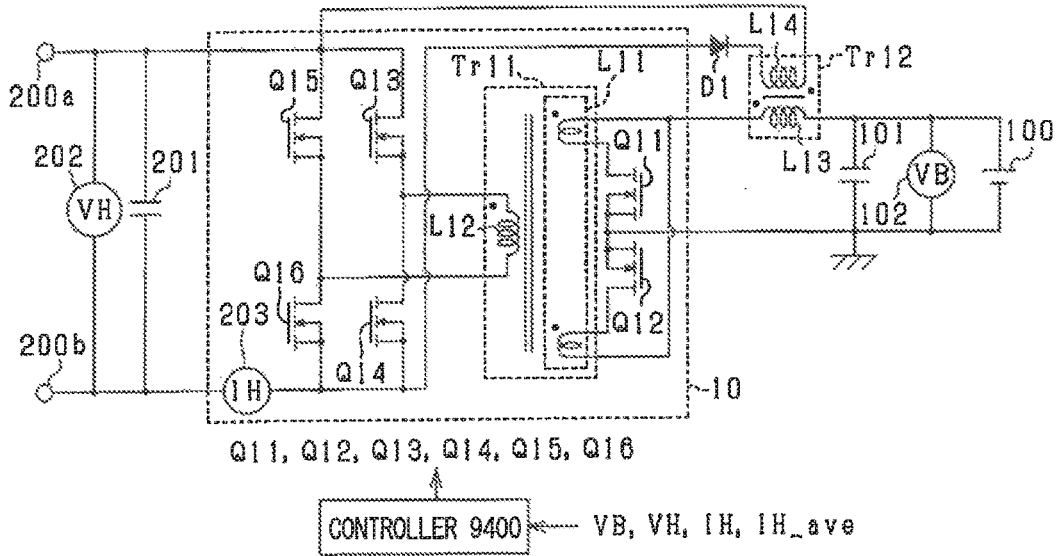 L14
Tr11
L11
Tr12
Q15
Q13
D1
200a
202
201
Q11
101
100
L13
VH
VB
L12
102
Q16
203
Q12
200b
Q14
IH
10
Q11, Q12, Q13, Q14, Q15, Q16
CONTROLLER 9400
VB, VH, IH, IH_ave